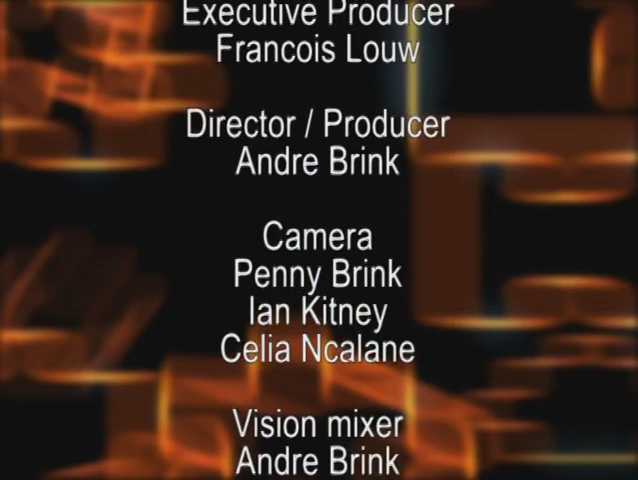 Executive Producer
Francois Louw
Director / Producer
Andre Brink
Camera
Penny Brink
Ian Kitney
Celia Ncalane
Vision mixer
Andre Brink